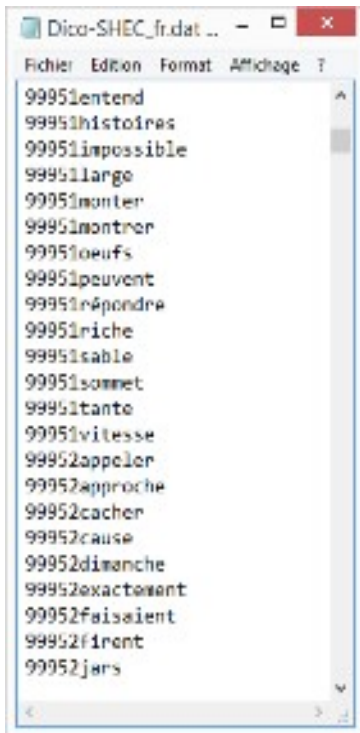 Dico-SHEC_fr.dat ..
Fichier Edition Format Affichage ?
99951entend
99951histoires
99951impossible
99951large
99951monter
99951montrer
99951oeufs
99951peuvent
99951répondre
99951riche
99951sable
99951sommet
99951tante
99951vitesse
99952appeler
99952approche
99952cacher
99952cause
99952dimanche
99952exactement
99952faisaient
99952firent
99952jars